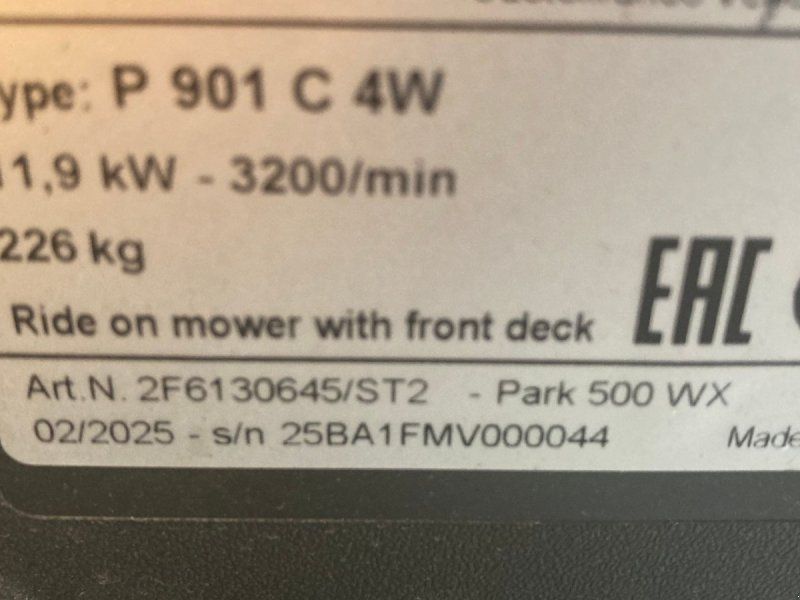 ype: P 901 C 4W
11,9 kW - 3200/min
226 kg
Ride on mower with front deck
EAC
Art.N. 2F6130645/ST2 - Park 500 WX
02/2025 - s/n 25BA1FMV000044
Made